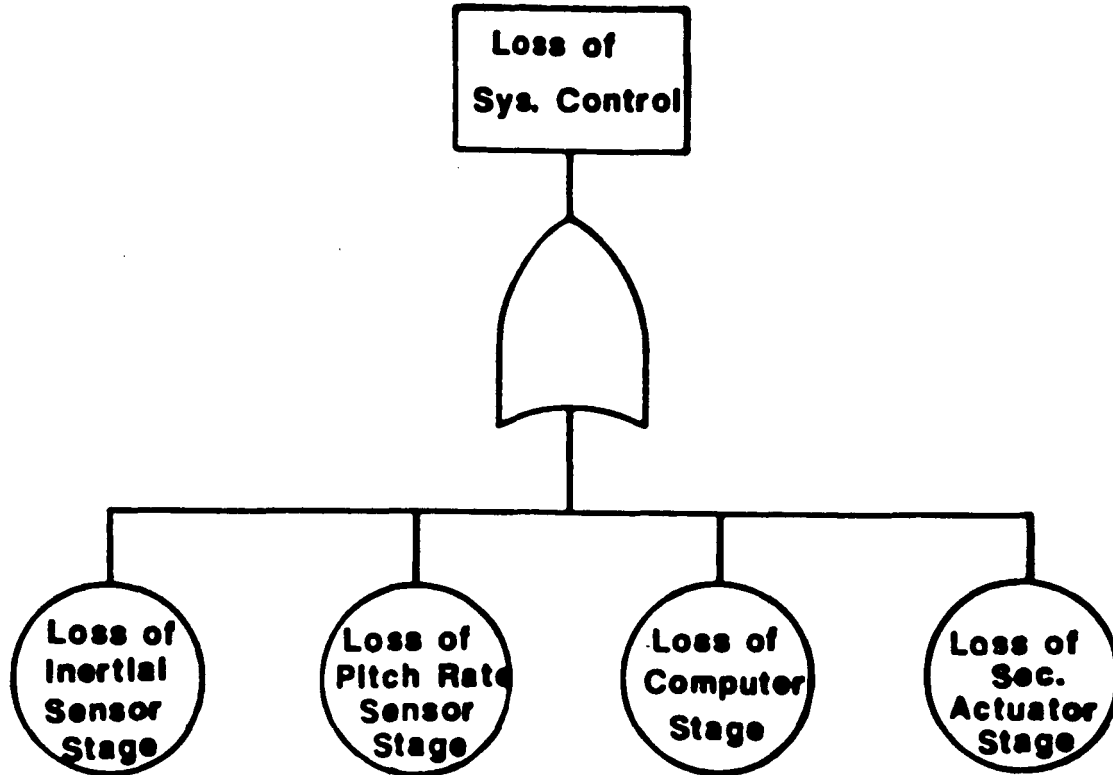 Loss of
Sys. Control
Loss of
Inertial
Sensor
Stage
Loss of
Pitch Rate
Sensor
Stage
Loss of
Computer
Stage
Loss of
Sec.
Actuator
Stage